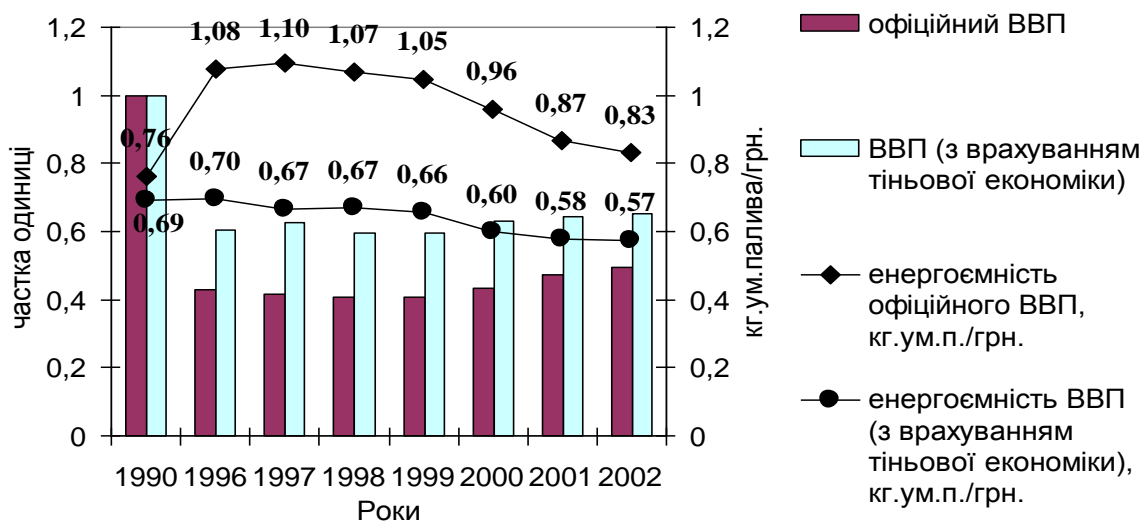 1,2
1
0,8
0,6
0,4
0,2
0
частка одиниці
1,08
1,10
1,07
1,05
0,96
0,87
0,83
0,76
0,70
0,67
0,67
0,66
0,60
0,58
0,57
0,69
1990 1996 1997 1998 1999 2000 2001 2002
Роки
1,2
1
0,8
0,6
0,4
0,2
0
кг.ум.палива/грн.
офіційний ВВП
ВВП (з врахуванням
тіньової економіки)
енергоємність
офіційного ВВП,
кг.ум.п./грн.
енергоємність ВВП
(з врахуванням
тіньової економіки),
кг.ум.п./грн.